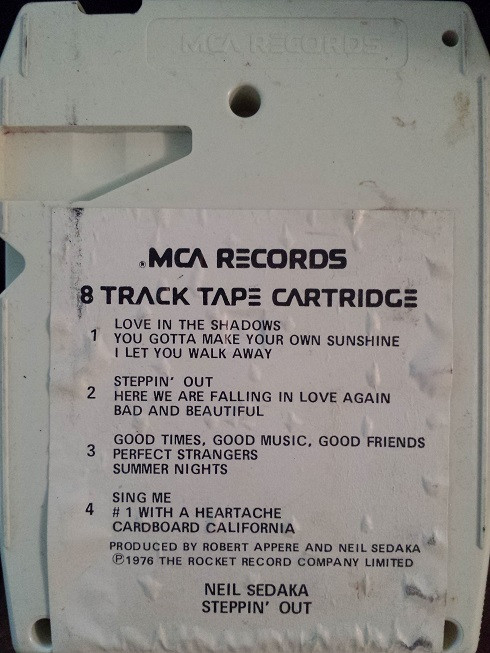 MCA RECORDS
®MCA RECORDS
8 TRACK TAPE CARTRIDGE
1 LOVE IN THE SHADOWS
YOU GOTTA MAKE YOUR OWN SUNSHINE
I LET YOU WALK AWAY
2 STEPPIN' OUT
HERE WE ARE FALLING IN LOVE AGAIN
BAD AND BEAUTIFUL
3 GOOD TIMES, GOOD MUSIC, GOOD FRIENDS
PERFECT STRANGERS
SUMMER NIGHTS
4 SING ME
# 1 WITH A HEARTACHE
CARDBOARD CALIFORNIA
PRODUCED BY ROBERT APPERE AND NEIL SEDAKA
℗1976 THE ROCKET RECORD COMPANY LIMITED
NEIL SEDAKA
STEPPIN' OUT